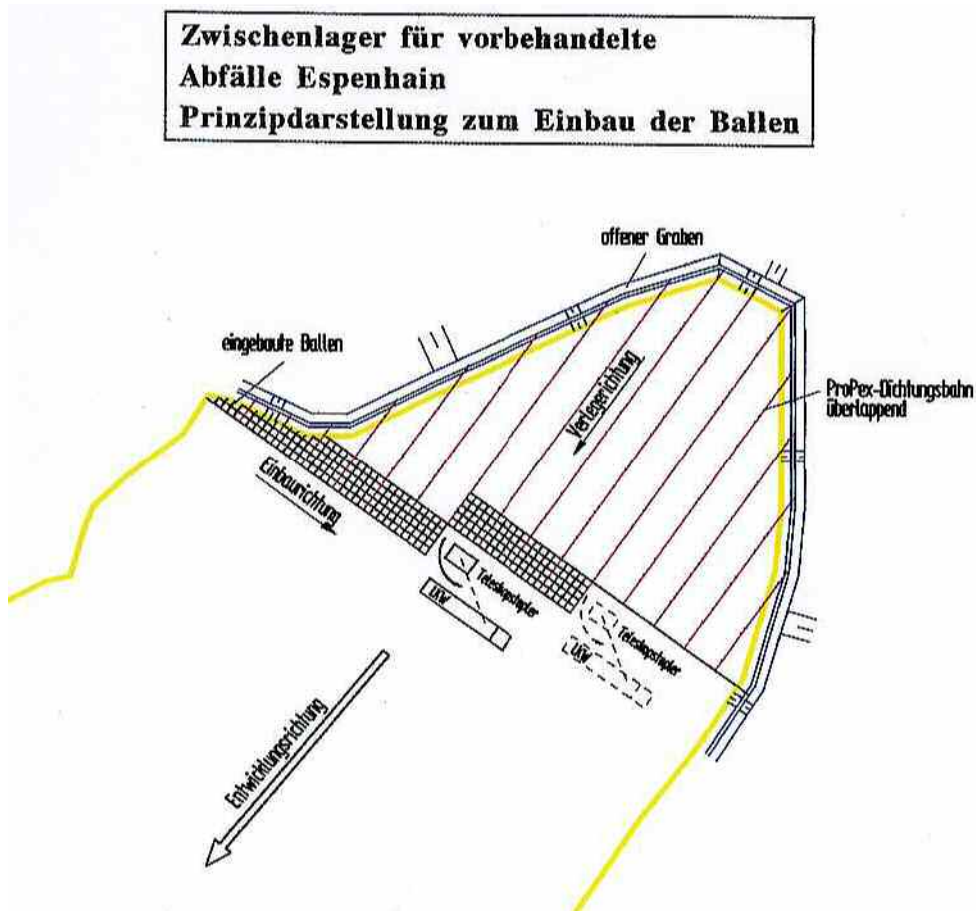 Zwischenlager für vorbehandelte
Abfälle Espenhain
Prinzipdarstellung zum Einbau der Ballen
offener Graben
eingebaute Ballen
Verlegerichtung
ProPex-Dichtungsbahn
überlappend
Einbaurichtung
Teleskopstapler
LKW
Teleskopstapler
LKW
Entwicklungsrichtung